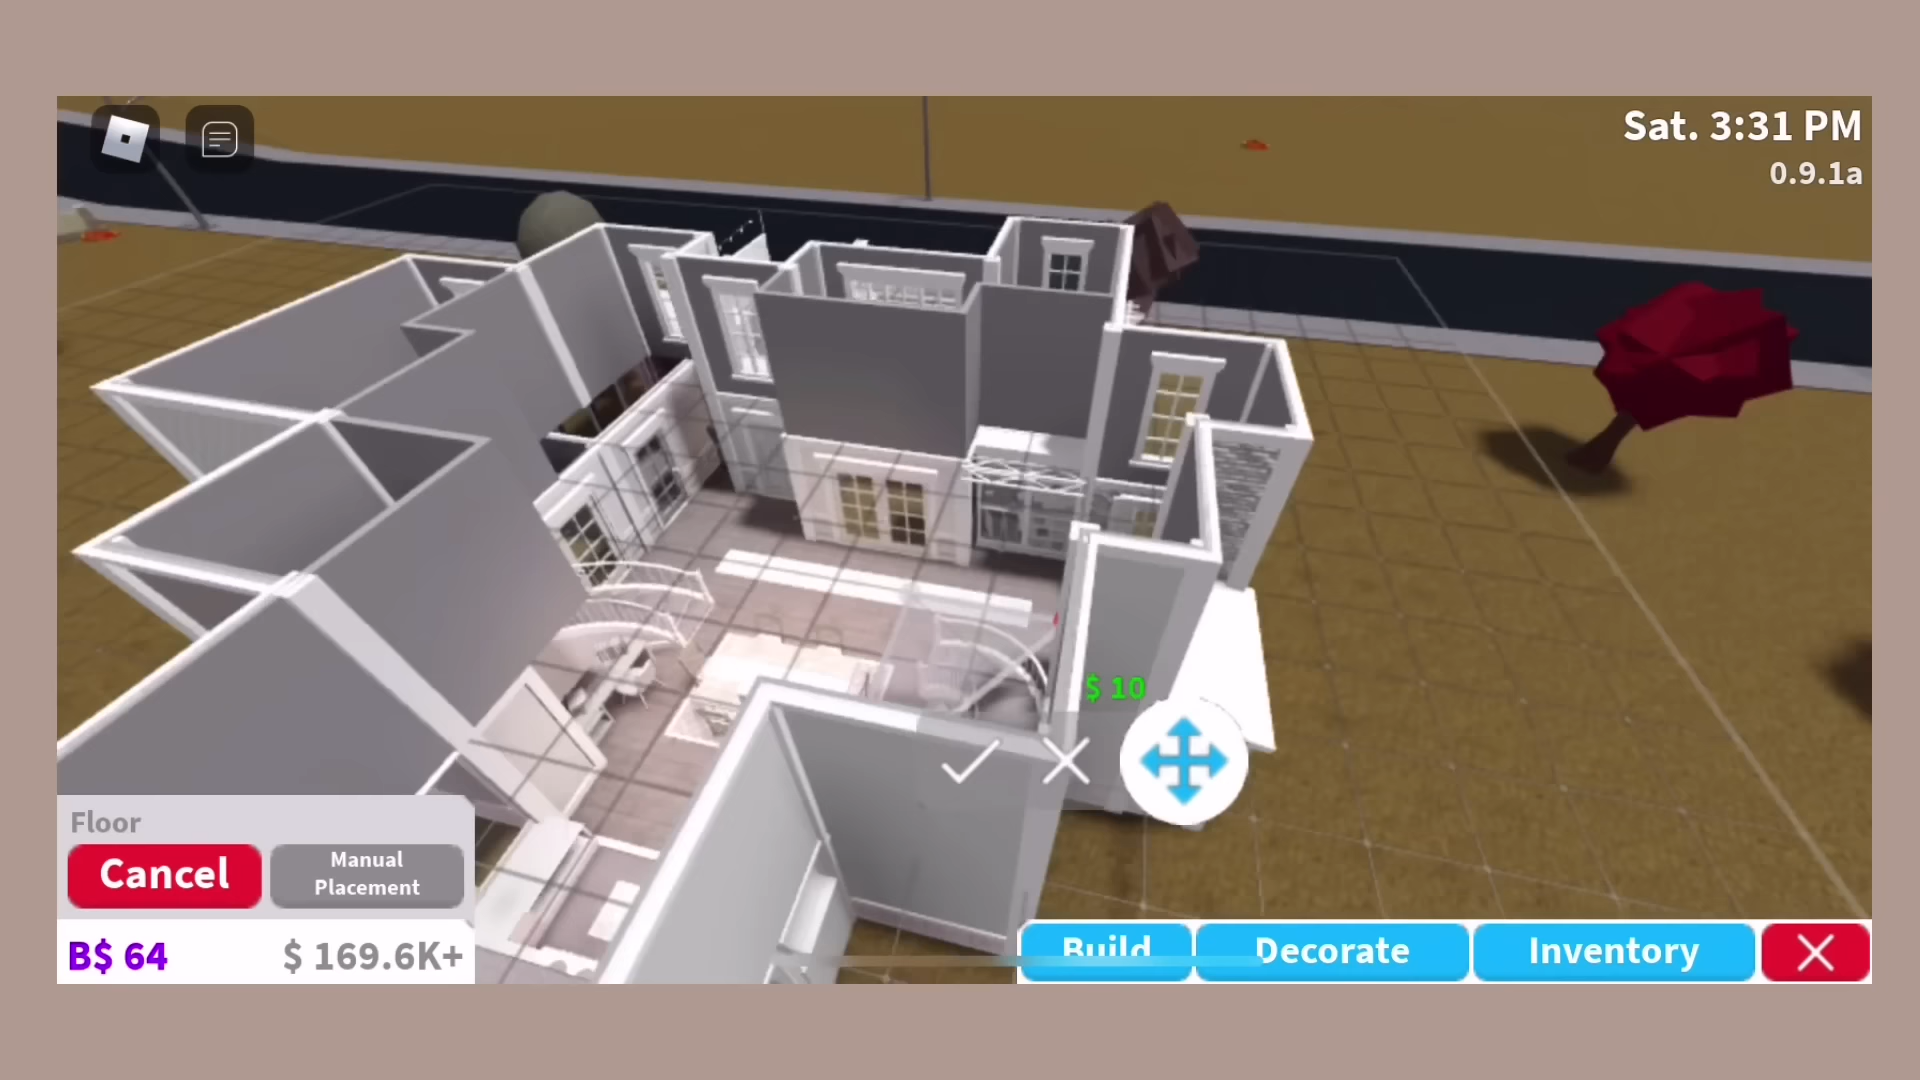 Sat. 3:31 PM
0.9.1a
$ 10
Floor
Cancel
Manual
Placement
B$ 64
$ 169.6K+
Build
Decorate
Inventory